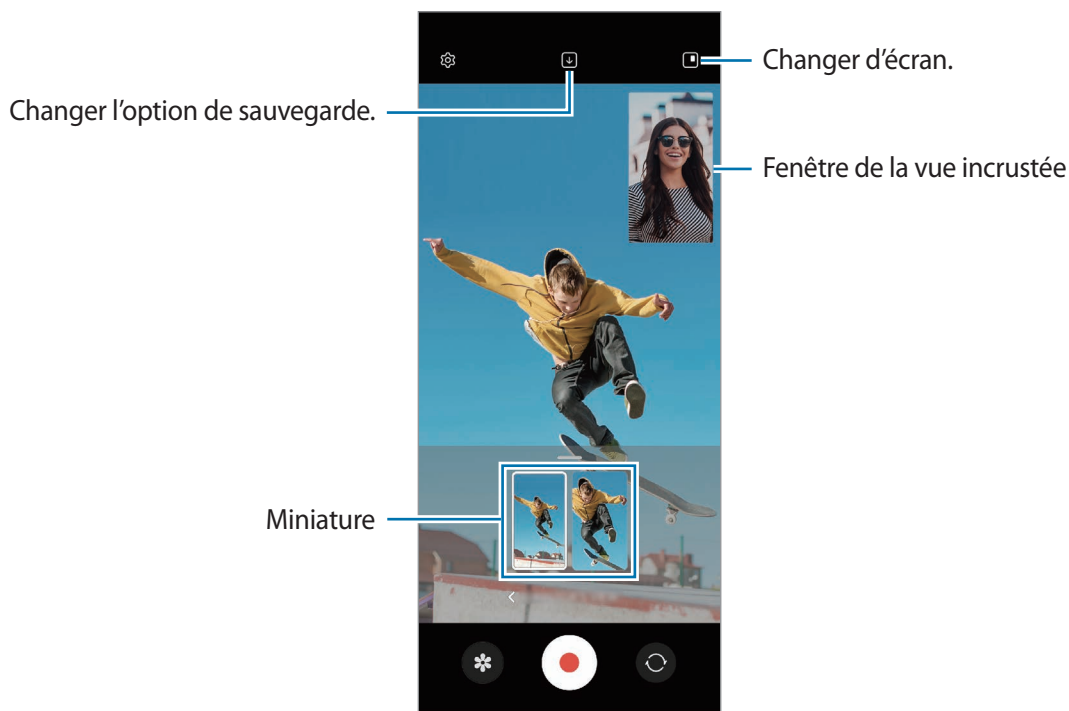 Changer d’écran.
Changer l’option de sauvegarde.
Fenêtre de la vue incrustée
Miniature